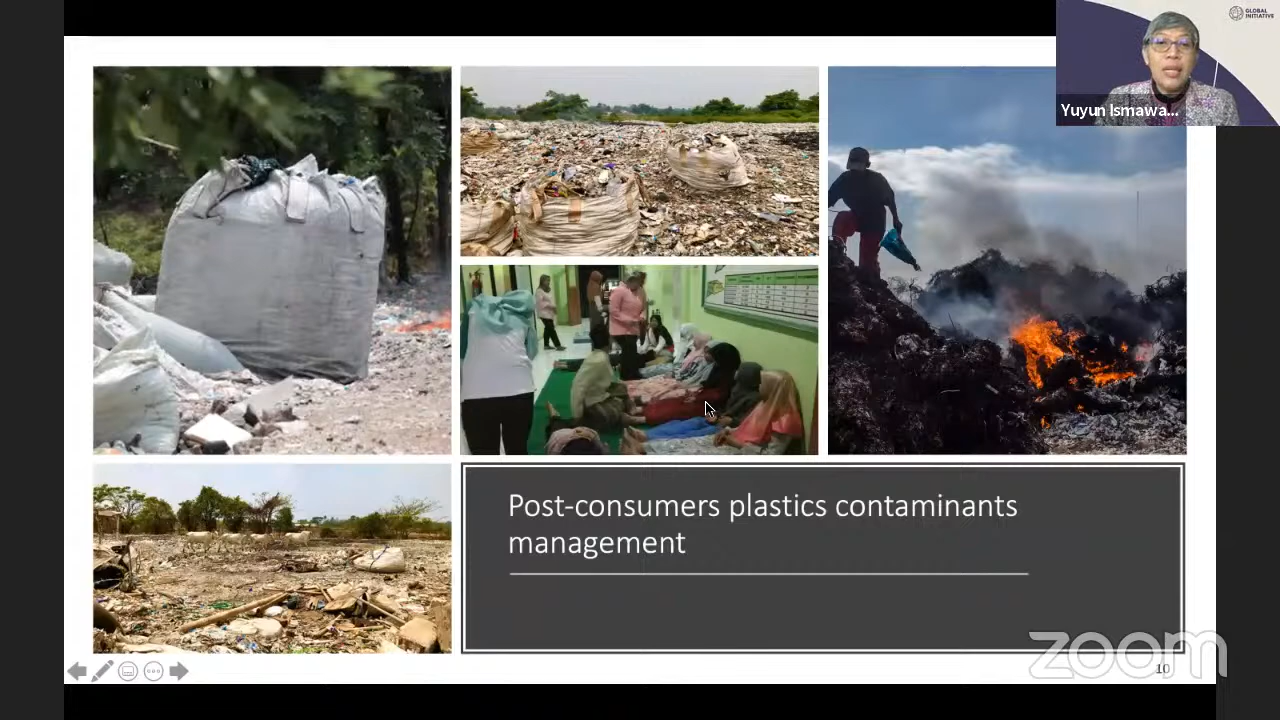 GLOBAL
INITIATIVE
Yuyun Ismawa...
Post-consumers plastics contaminants
management
zoom
10